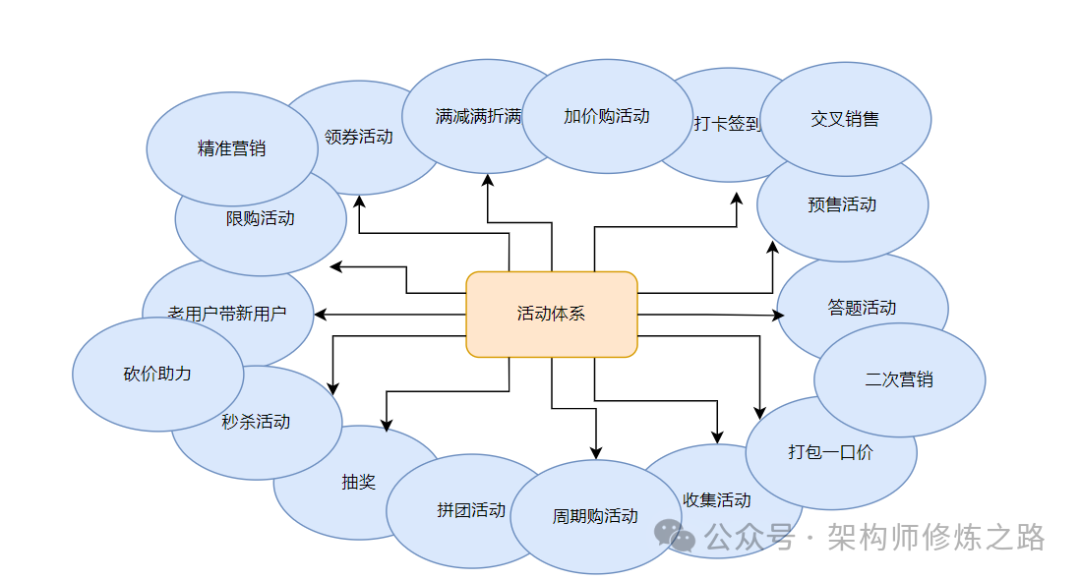 满减满折满
加价购活动
交叉销售
打卡签到
领券活动
精准营销
预售活动
限购活动
答题活动
活动体系
老用户带新用户
砍价助力
二次营销
秒杀活动
打包一口价
抽奖
收集活动
拼团活动
周期购活动
公众号·架构师修炼之路